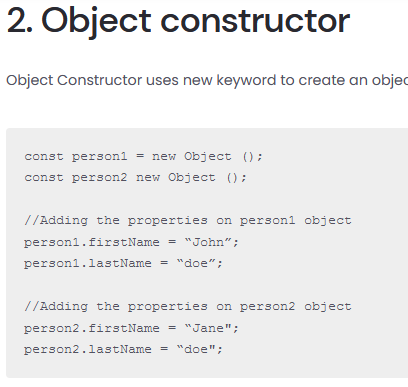 2. Object constructor
Object Constructor uses new keyword to create an objec
const person1 = new Object ();
const person2 new Object ();
//Adding the properties on person1 object
person1.firstName = “John”;
person1.lastName = “doe”;
//Adding the properties on person2 object
person2.firstName = “Jane";
person2.lastName = “doe";